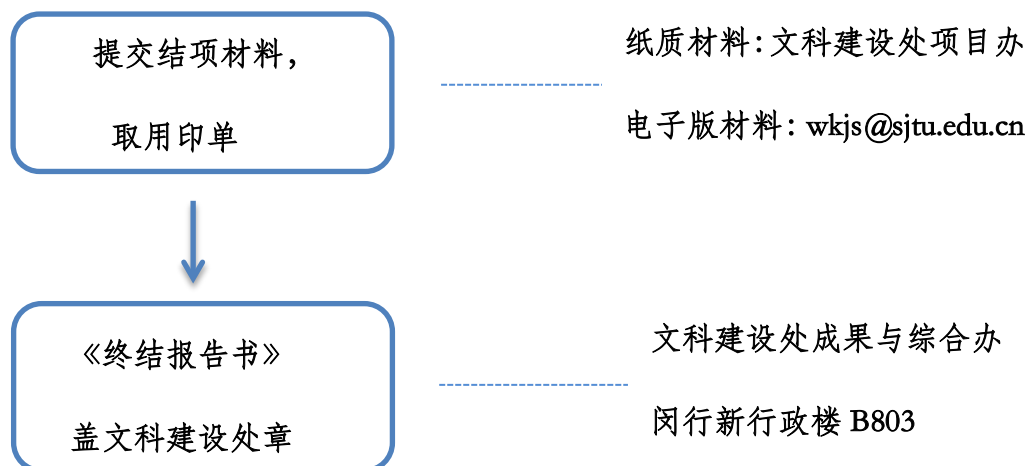 提交结项材料，
取用印单
纸质材料：文科建设处项目办
电子版材料：wkjs@sjtu.edu.cn
《终结报告书》
盖文科建设处章
文科建设处成果与综合办
闵行新行政楼 B803